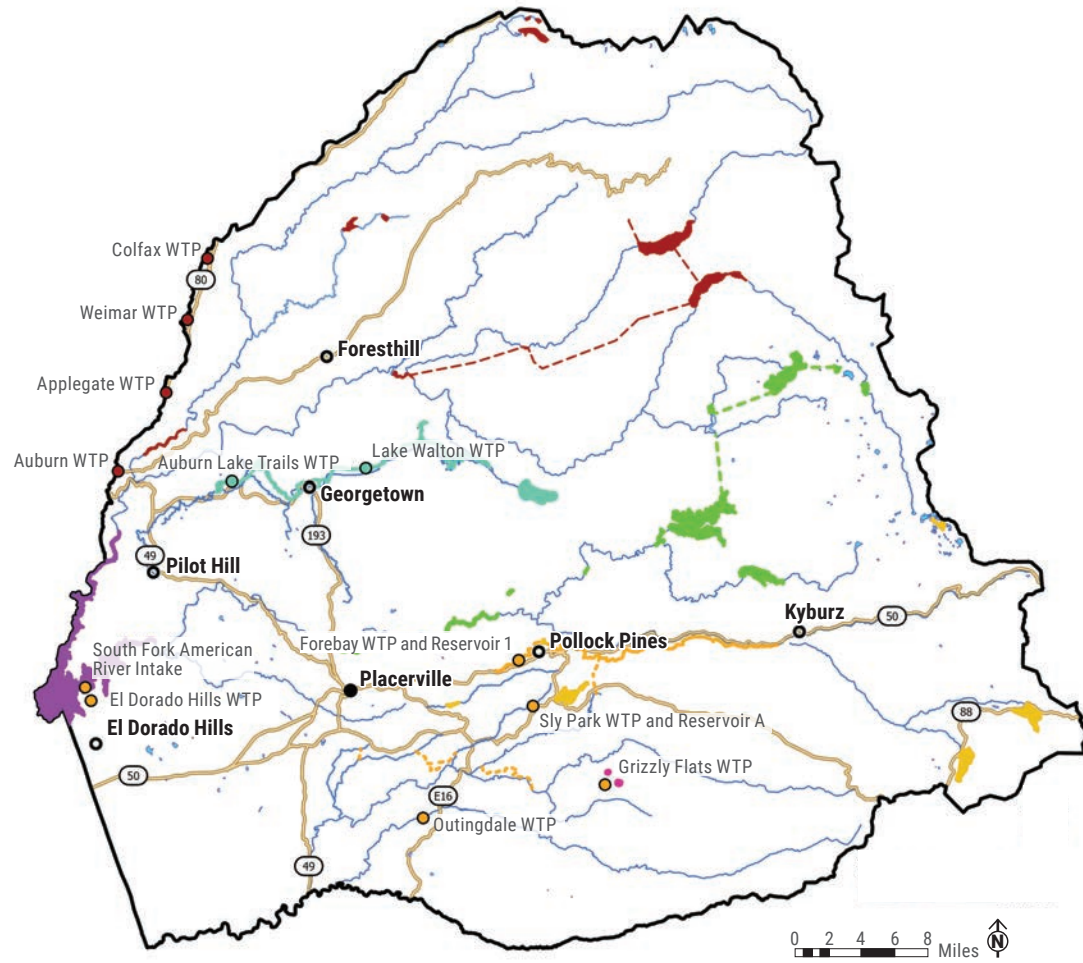 Colfax WTP
80
Weimar WTP
Foresthill
Applegate WTP
Auburn WTP
Auburn Lake Trails WTP
Lake Walton WTP
Georgetown
193
49
Pilot Hill
Kyburz
50
Forebay WTP and Reservoir 1
Pollock Pines
South Fork American
River Intake
El Dorado Hills WTP
Placerville
Sly Park WTP and Reservoir A
88
El Dorado Hills
50
Grizzly Flats WTP
E16
Outingdale WTP
49
0 2 4 6 8 Miles
N